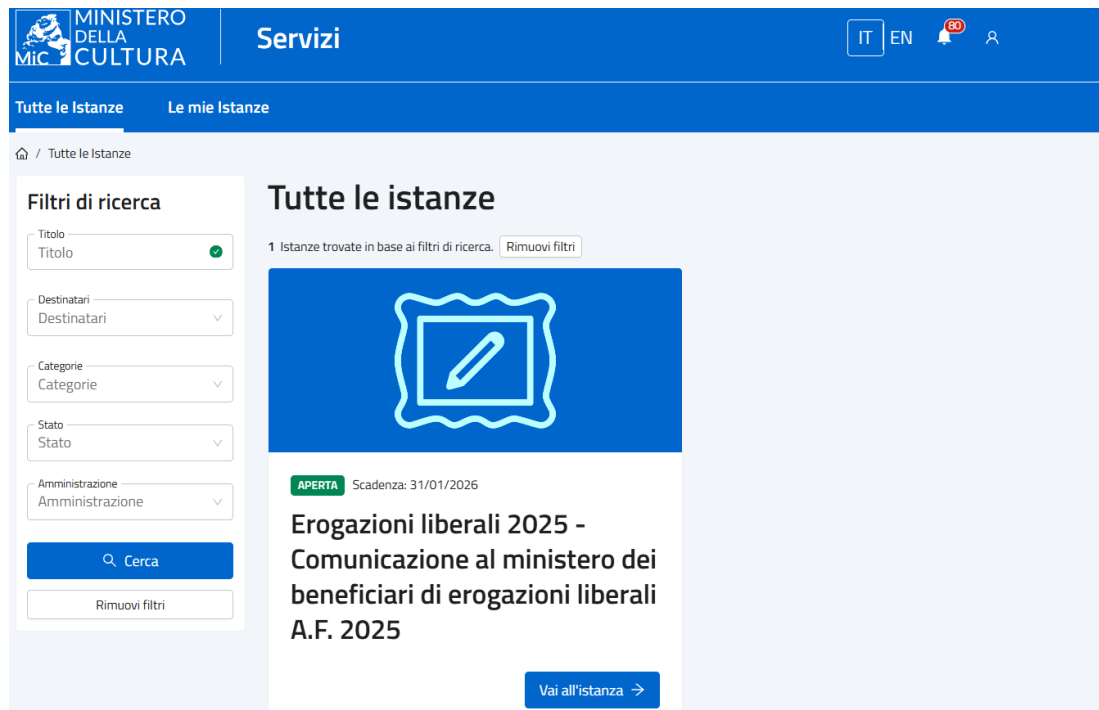 MINISTERO
DELLA
CULTURA
MiC
Servizi
IT EN 80
Tutte le Istanze Le mie Istanze
/ Tutte le Istanze
Filtri di ricerca
Titolo
Titolo
Destinatari
Destinatari
Categorie
Categorie
Stato
Stato
Amministrazione
Amministrazione
Cerca
Rimuovi filtri
Tutte le istanze
1 Istanze trovate in base ai filtri di ricerca. Rimuovi filtri
APERTA Scadenza: 31/01/2026
Erogazioni liberali 2025 -
Comunicazione al ministero dei
beneficiari di erogazioni liberali
A.F. 2025
Vai all'istanza →